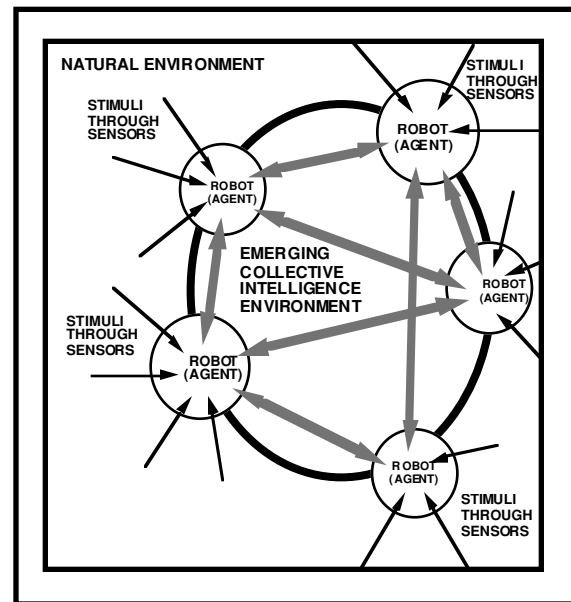 NATURAL ENVIRONMENT
STIMULI
THROUGH
SENSORS
STIMULI
THROUGH
SENSORS
ROBOT
(AGENT)
ROBOT
(AGENT)
EMERGING
COLLECTIVE
INTELLIGENCE
ENVIRONMENT
ROBOT
(AGENT)
STIMULI
THROUGH
SENSORS
ROBOT
(AGENT)
ROBOT
(AGENT)
STIMULI
THROUGH
SENSORS